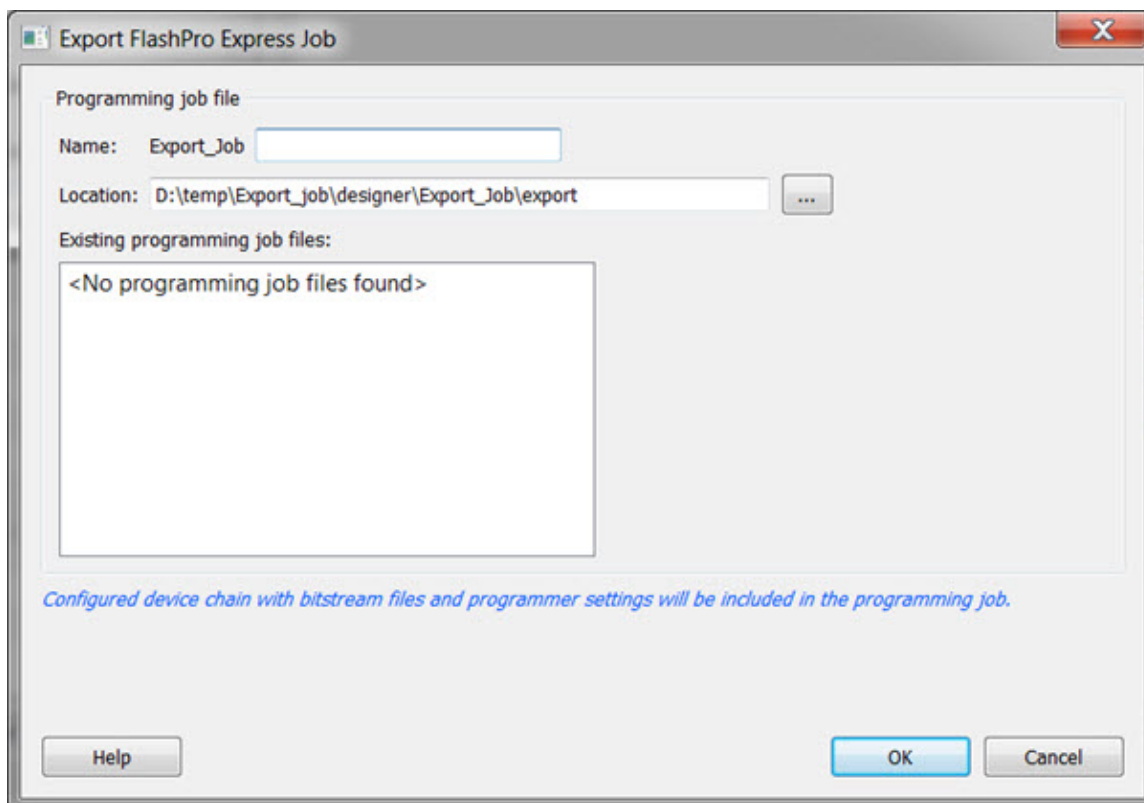 Export FlashPro Express Job
Programming job file
Name: Export_Job
Location: D:\temp\Export_job\designer\Export_Job\export
...
Existing programming job files:
<No programming job files found>
Configured device chain with bitstream files and programmer settings will be included in the programming job.
Help OK Cancel